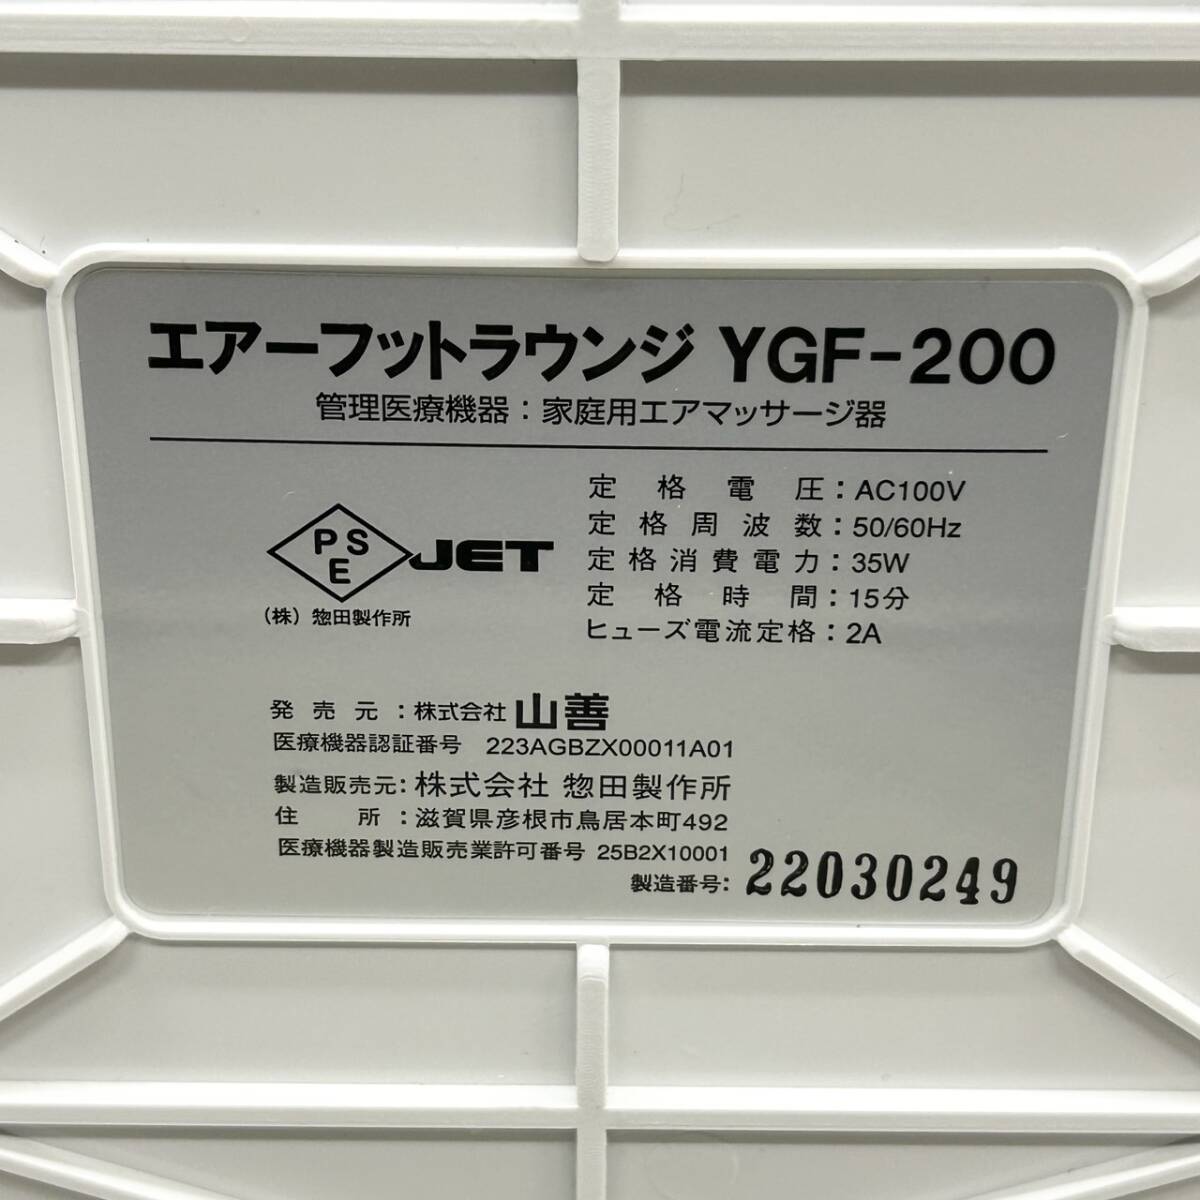 エアーフットラウンジ YGF-200
管理医療機器：家庭用エアマッサージ器
定格電圧：AC100V
定格周波数：50/60Hz
定格消費電力：35W
定格時間：15分
ヒューズ電流定格：2A
PSE JET
（株）惣田製作所
発売元：株式会社 山善
医療機器認証番号 223AGBZX00011A01
製造販売元：株式会社 惣田製作所
住所：滋賀県彦根市鳥居本町492
医療機器製造販売業許可番号 25B2X10001
製造番号：22030249